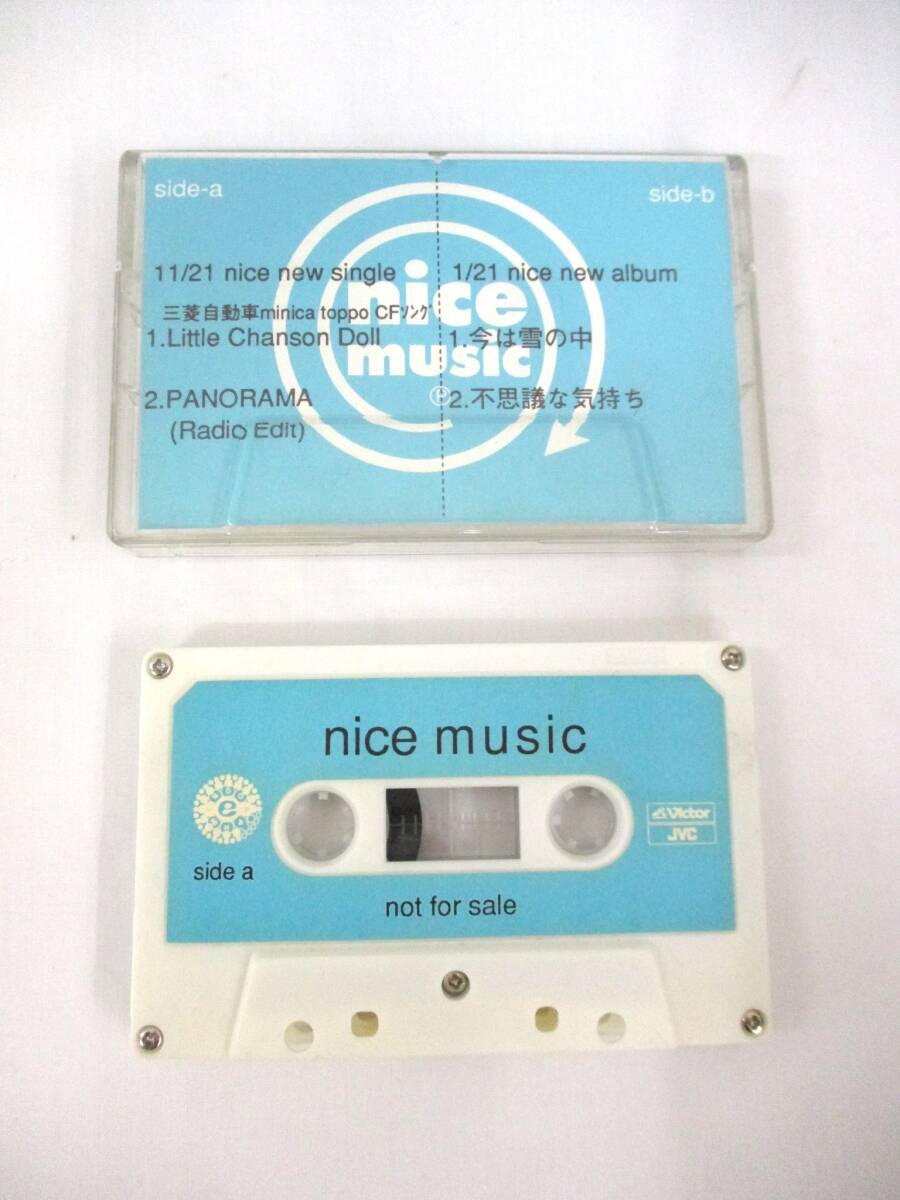 side-a
side-b
11/21 nice new single
1/21 nice new album
nice
music
℗
三菱自動車minica toppo CFソング
1.Little Chanson Doll
1.今は雪の中
2.PANORAMA
(Radio Edit)
2.不思議な気持ち
nice music
e
side a
Victor
JVC
not for sale